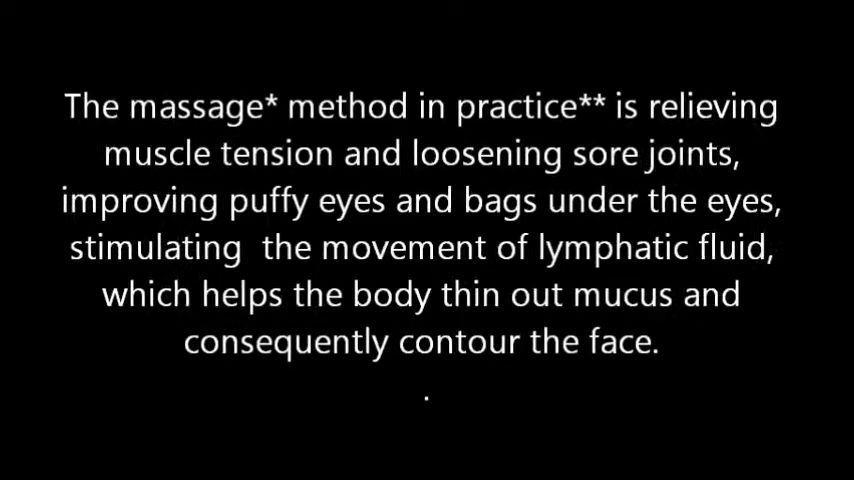 The massage* method in practice** is relieving
muscle tension and loosening sore joints,
improving puffy eyes and bags under the eyes,
stimulating  the movement of lymphatic fluid,
which helps the body thin out mucus and
consequently contour the face.
.